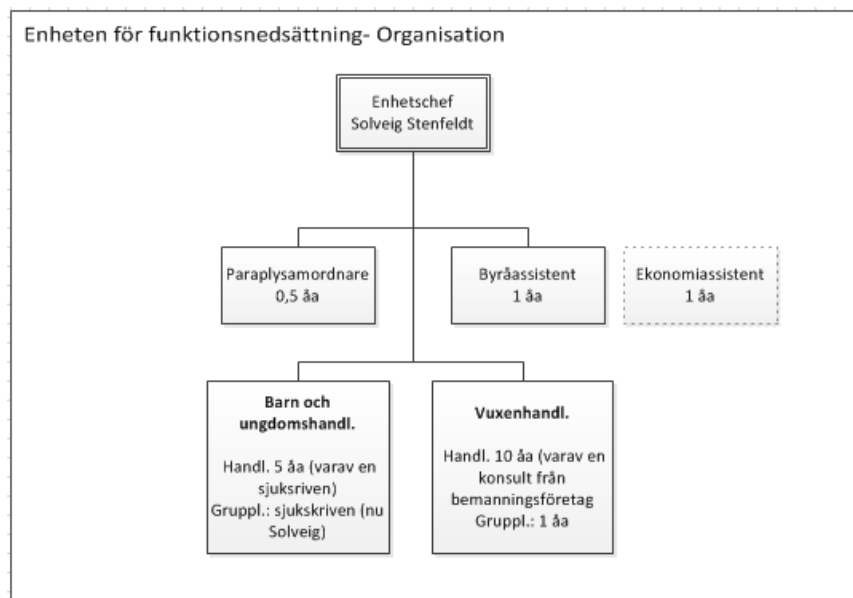 Enheten för funktionsnedsättning- Organisation
Enhetschef
Solveig Stenfeldt
Paraplysamordnare
0,5 åa
Byråassistent
1 åa
Ekonomiassistent
1 åa
Barn och
ungdomshandl.
Handl. 5 åa (varav en
sjuksriven)
Gruppl.: sjukskriven (nu
Solveig)
Vuxenhandl.
Handl. 10 åa (varav en
konsult från
bemanningsföretag
Gruppl.: 1 åa